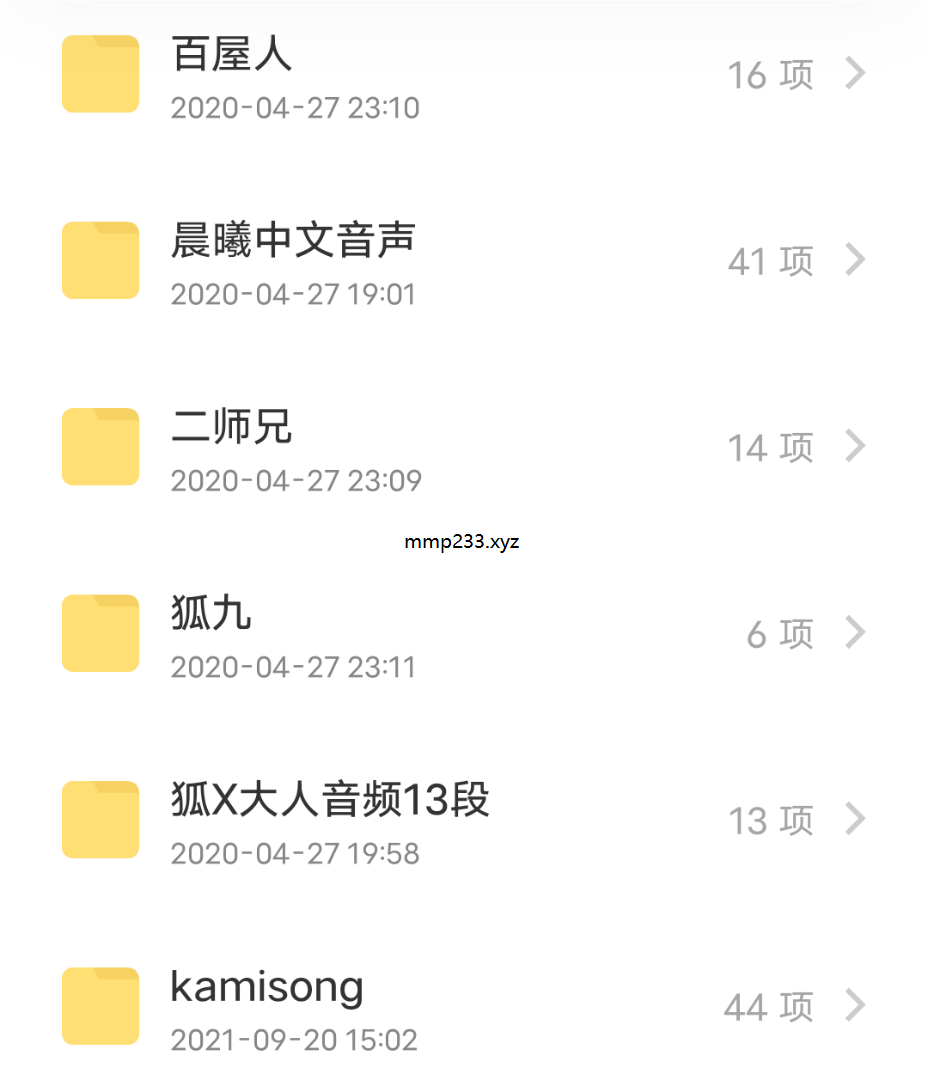 百屋人
16 项
2020-04-27 23:10
晨曦中文音声
41 项
2020-04-27 19:01
二师兄
14 项
2020-04-27 23:09
mmp233.xyz
狐九
6 项
2020-04-27 23:11
狐X大人音频13段
13 项
2020-04-27 19:58
kamisong
44 项
2021-09-20 15:02